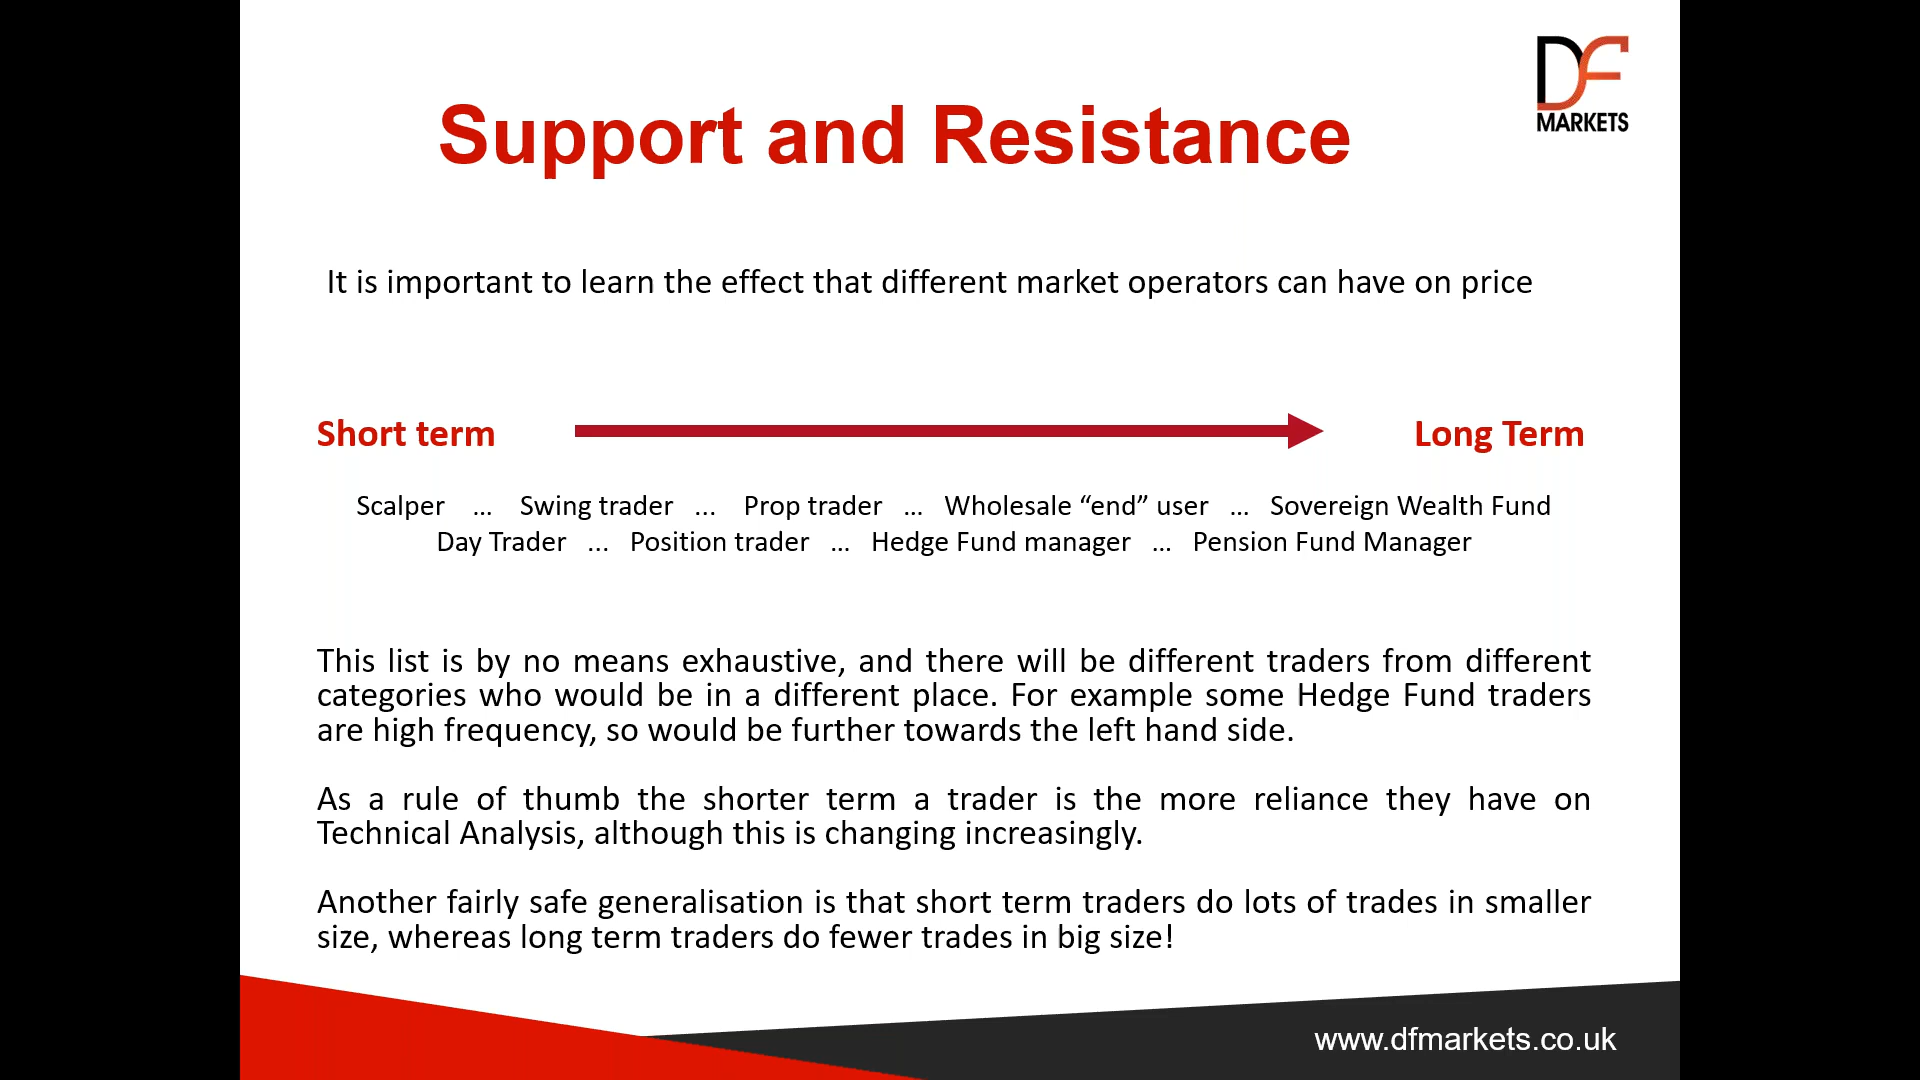 DF
MARKETS
Support and Resistance
It is important to learn the effect that different market operators can have on price
Short term
Long Term
Scalper ... Swing trader ... Prop trader ... Wholesale “end” user ... Sovereign Wealth Fund
Day Trader ... Position trader ... Hedge Fund manager ... Pension Fund Manager
This list is by no means exhaustive, and there will be different traders from different
categories who would be in a different place. For example some Hedge Fund traders
are high frequency, so would be further towards the left hand side.
As a rule of thumb the shorter term a trader is the more reliance they have on
Technical Analysis, although this is changing increasingly.
Another fairly safe generalisation is that short term traders do lots of trades in smaller
size, whereas long term traders do fewer trades in big size!
www.dfmarkets.co.uk